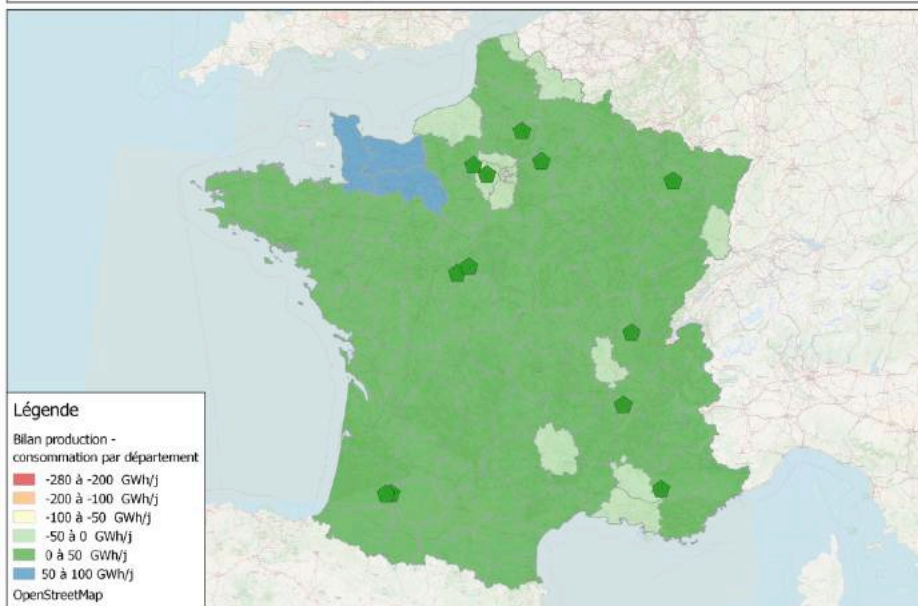 Légende
Bilan production -
consommation par département
-280 à -200 GWh/j
-200 à -100 GWh/j
-100 à -50 GWh/j
-50 à 0 GWh/j
0 à 50 GWh/j
50 à 100 GWh/j
OpenStreetMap